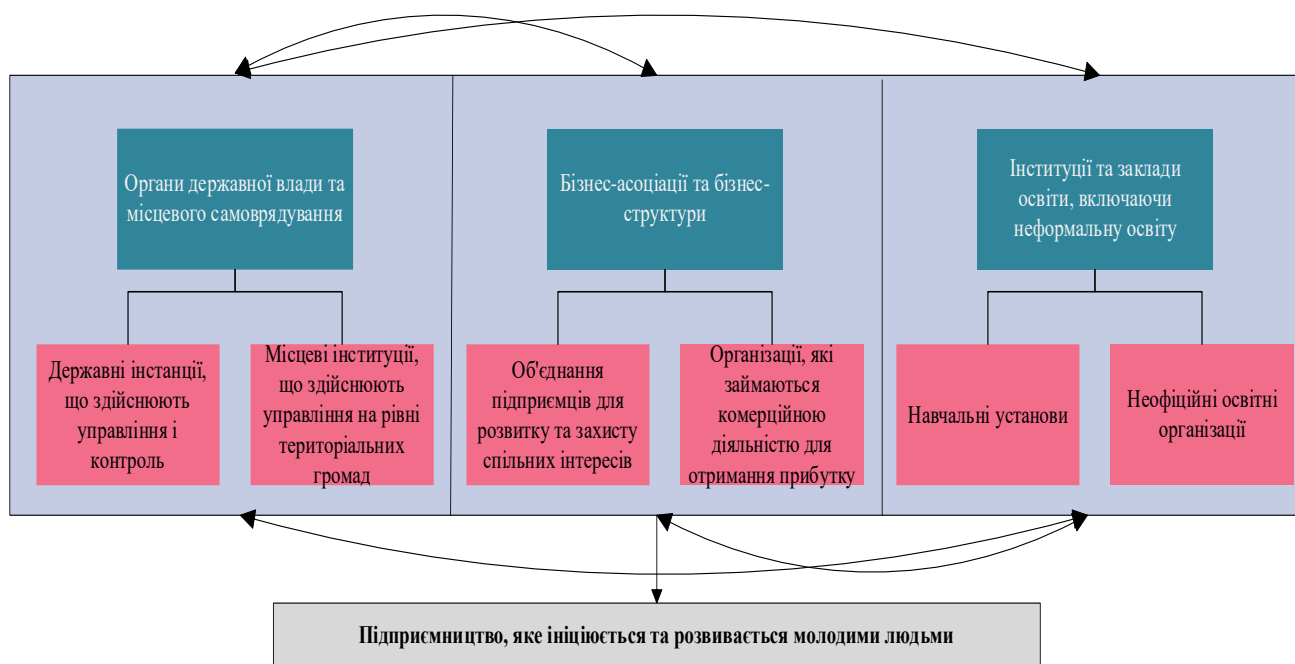 Органи державної влади та
місцевого самоврядування
Бізнес-асоціації та бізнес-
структури
Інституції та заклади
освіти, включаючи
неформальну освіту
Державні інстанції,
що здійснюють
управління і
контроль
Місцеві інституції,
що здійснюють
управління на рівні
територіальних
громад
Об'єднання
підприємців для
розвитку та захисту
спільних інтересів
Організації, які
займаються
комерційною
діяльністю для
отримання прибутку
Навчальні установи
Неофіційні освітні
організації
Підприємництво, яке ініціюється та розвивається молодими людьми